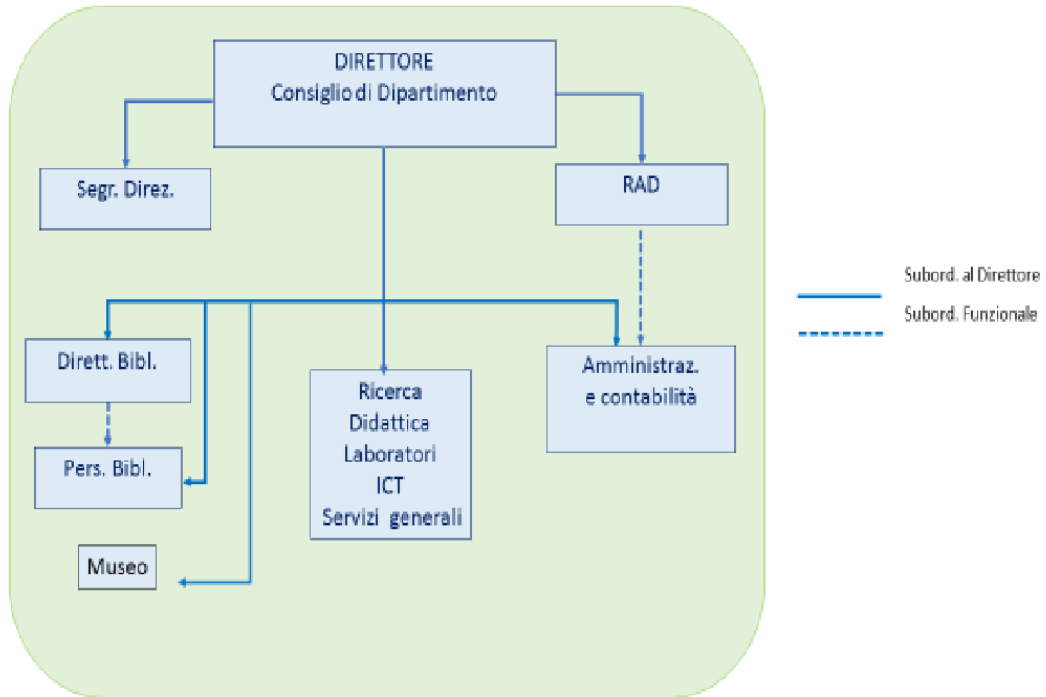 DIRETTORE
Consiglio di Dipartimento
Segr. Direz.
RAD
Subord. al Direttore
Subord. Funzionale
Dirett. Bibl.
Amministraz.
e contabilità
Ricerca
Didattica
Laboratori
ICT
Servizi generali
Pers. Bibl.
Museo